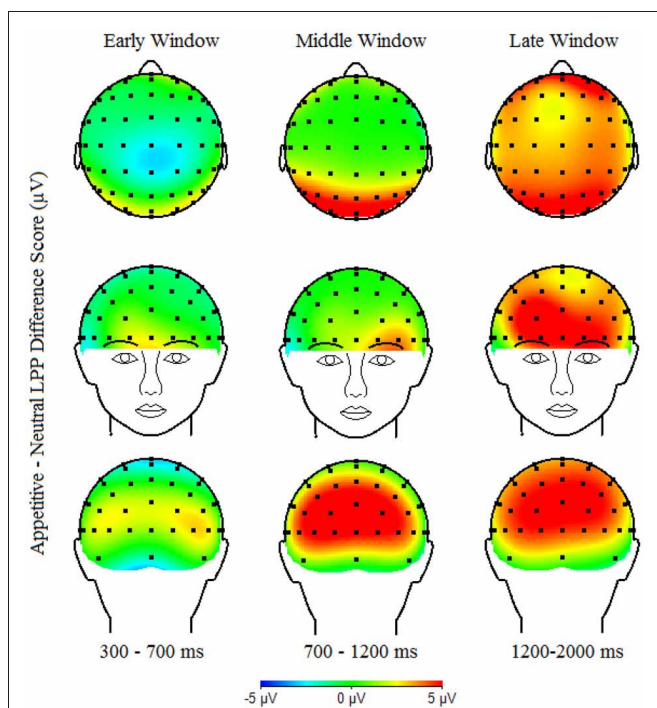 Early Window Middle Window Late Window
Appetitive - Neutral LPP Difference Score (µV)
300 - 700 ms 700 - 1200 ms 1200-2000 ms
-5 µV 0 µV 5 µV